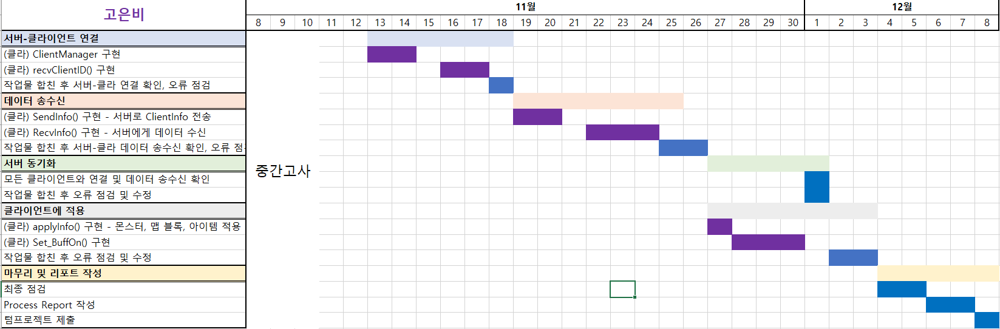 고은비
11월
12월
8 9 10 11 12 13 14 15 16 17 18 19 20 21 22 23 24 25 26 27 28 29 30 1 2 3 4 5 6 7 8
서버-클라이언트 연결
(클라) ClientManager 구현
(클라) recvClientID() 구현
작업물 합친 후 서버-클라 연결 확인, 오류 점검
데이터 송수신
(클라) SendInfo() 구현 - 서버로 ClientInfo 전송
(클라) RecvInfo() 구현 - 서버에게 데이터 수신
작업물 합친 후 서버-클라 데이터 송수신 확인, 오류 점
서버 동기화
중간고사
모든 클라이언트와 연결 및 데이터 송수신 확인
작업물 합친 후 오류 점검 및 수정
클라이언트에 적용
(클라) applyInfo() 구현 - 몬스터, 맵 블록, 아이템 적용
(클라) Set_BuffOn() 구현
작업물 합친 후 오류 점검 및 수정
마무리 및 리포트 작성
최종 점검
Process Report 작성
텀프로젝트 제출